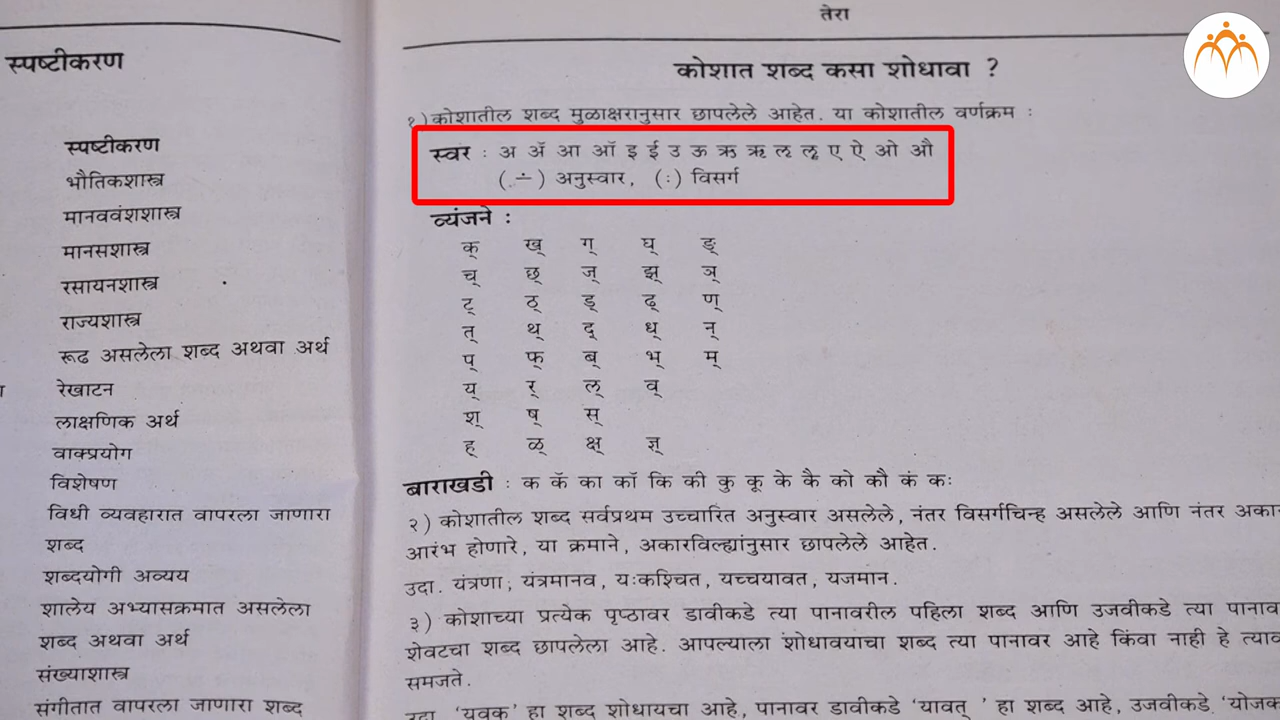 स्पष्टीकरण
स्पष्टीकरण
भौतिकशास्त्र
मानववंशशास्त्र
मानसशास्त्र
रसायनशास्त्र
राज्यशास्त्र
रूढ असलेला शब्द अथवा अर्थ
रेखाटन
लाक्षणिक अर्थ
वाक्प्रयोग
विशेषण
विधी व्यवहारात वापरला जाणारा
शब्द
शब्दयोगी अव्यय
शालेय अभ्यासक्रमात असलेला
शब्द अथवा अर्थ
संख्याशास्त्र
संगीतात वापरला जाणारा शब्द
तेरा
कोशात शब्द कसा शोधावा ?
१) कोशातील शब्द मुळाक्षरानुसार छापलेले आहेत. या कोशातील वर्णक्रम :
स्वर : अ ॲ आ ऑ इ ई उ ऊ ऋ ॠ ऌ ॡ ए ऐ ओ औ
(∸) अनुस्वार, (:) विसर्ग
व्यंजने :
क् ख् ग् घ् ङ्
च् छ् ज् झ् ञ्
ट् ठ् ड् ढ् ण्
त् थ् द् ध् न्
प् फ् ब् भ् म्
य् र् ल् व्
श् ष् स्
ह् ळ् क्ष् ज्ञ्
बाराखडी : क कॅ का कॉ कि की कु कू के कै को कौ कं कः
२) कोशातील शब्द सर्वप्रथम उच्चारित अनुस्वार असलेले, नंतर विसर्गचिन्ह असलेले आणि नंतर
आरंभ होणारे, या क्रमाने, अकारविल्ह्यांनुसार छापलेले आहेत.
उदा. यंत्रणा, यंत्रमानव, यःकश्चित, यच्चयावत, यजमान.
३) कोशाच्या प्रत्येक पृष्ठावर डावीकडे त्या पानावरील पहिला शब्द आणि उजवीकडे त्या
शेवटचा शब्द छापलेला आहे. आपल्याला शोधावयाचा शब्द त्या पानावर आहे किंवा नाही हे
समजते.
उदा. 'युवक' हा शब्द शोधायचा आहे, पानावर डावीकडे 'यावत्' हा शब्द आहे, उजवीकडे